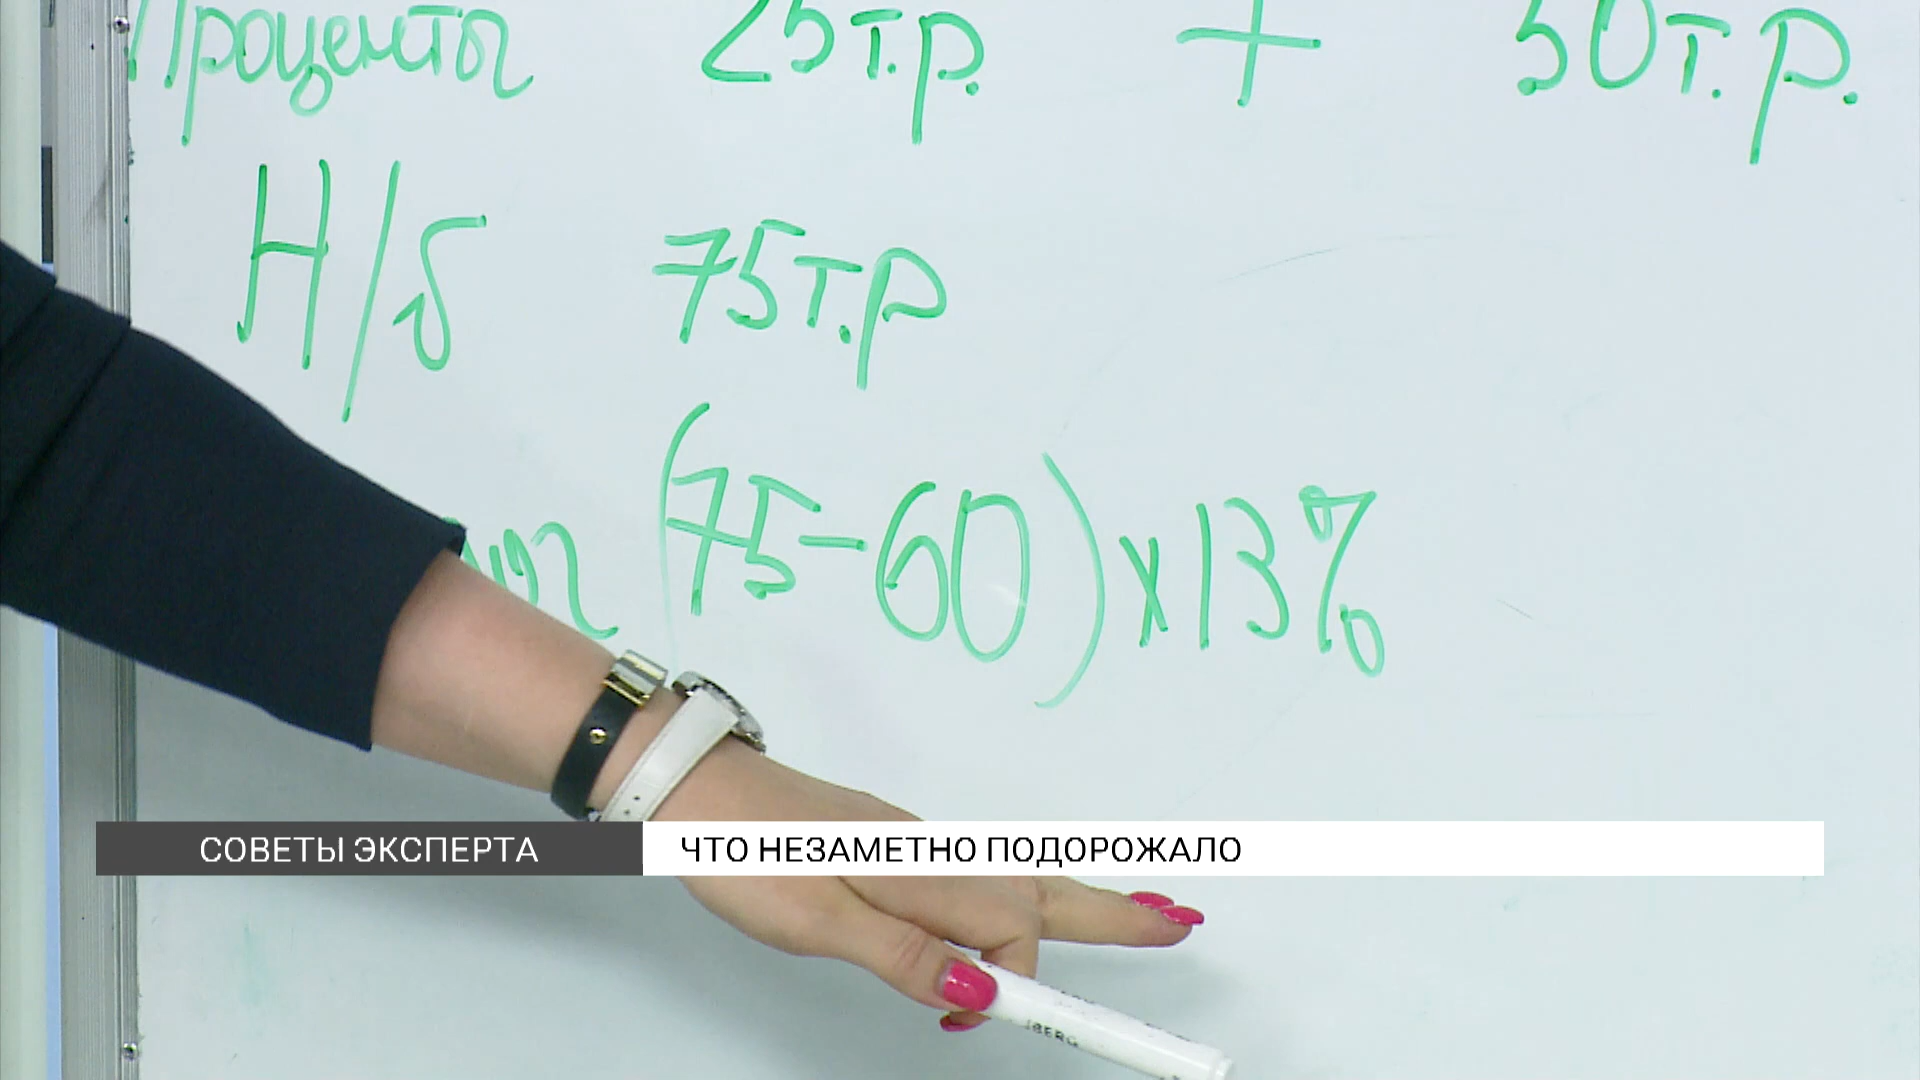 Проценты 25т.р. + 50т.р.
Н/б 75т.р
(75-60)х13%
СОВЕТЫ ЭКСПЕРТА ЧТО НЕЗАМЕТНО ПОДОРОЖАЛО